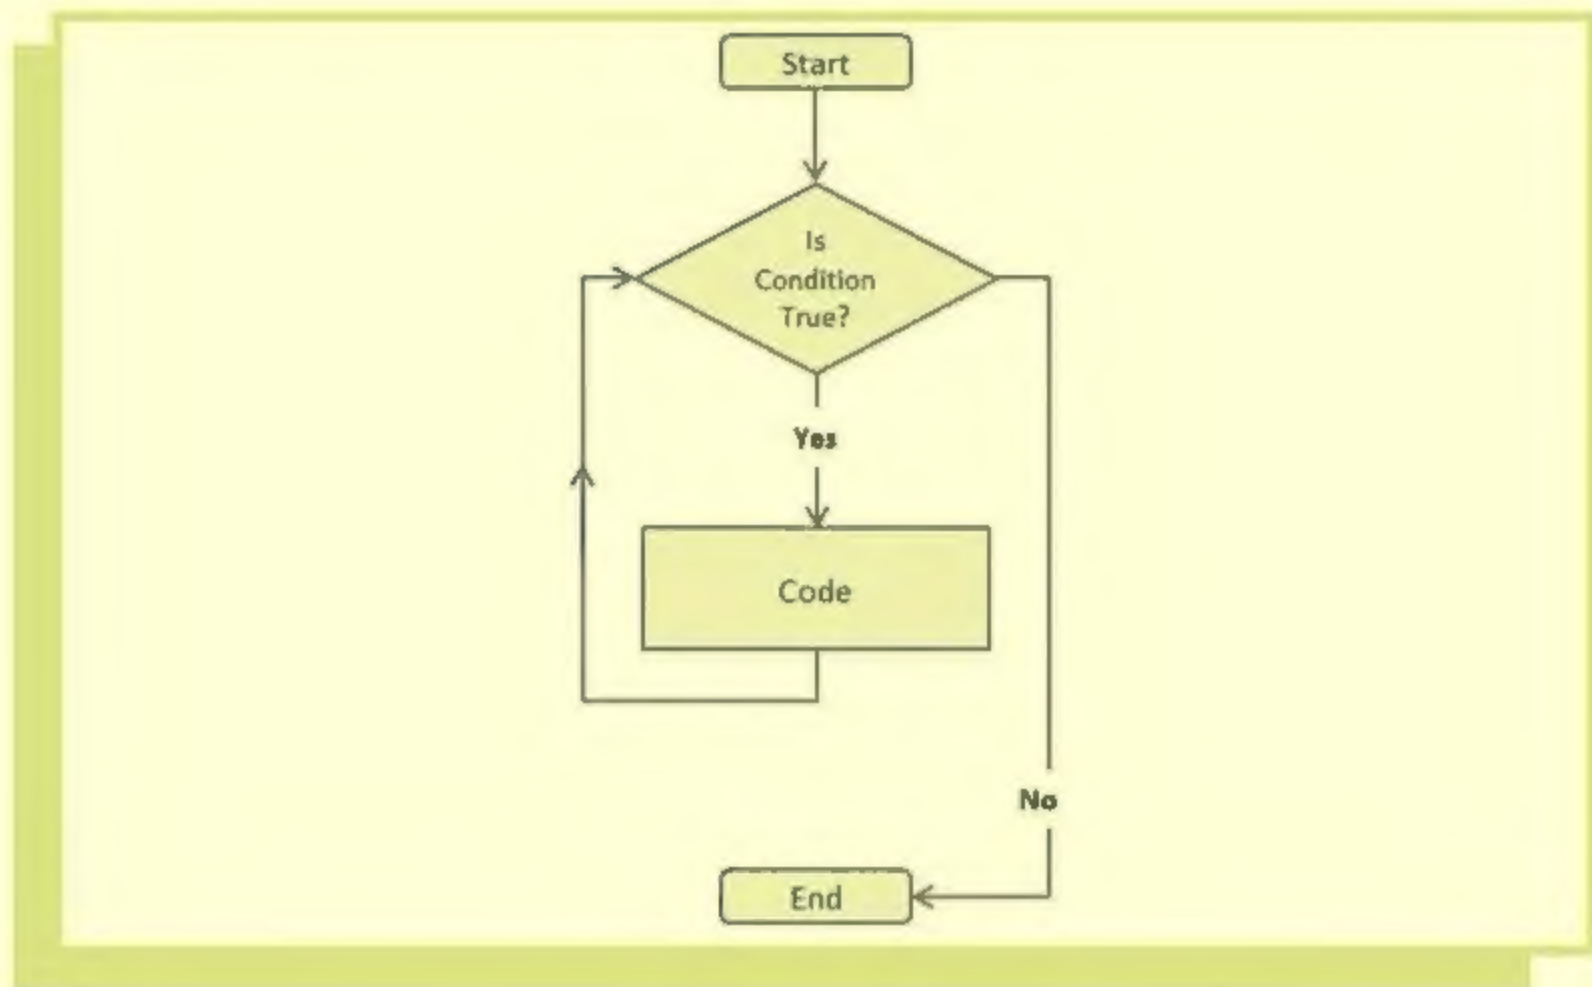 Start
Is
Condition
True?
Yes
Code
No
End